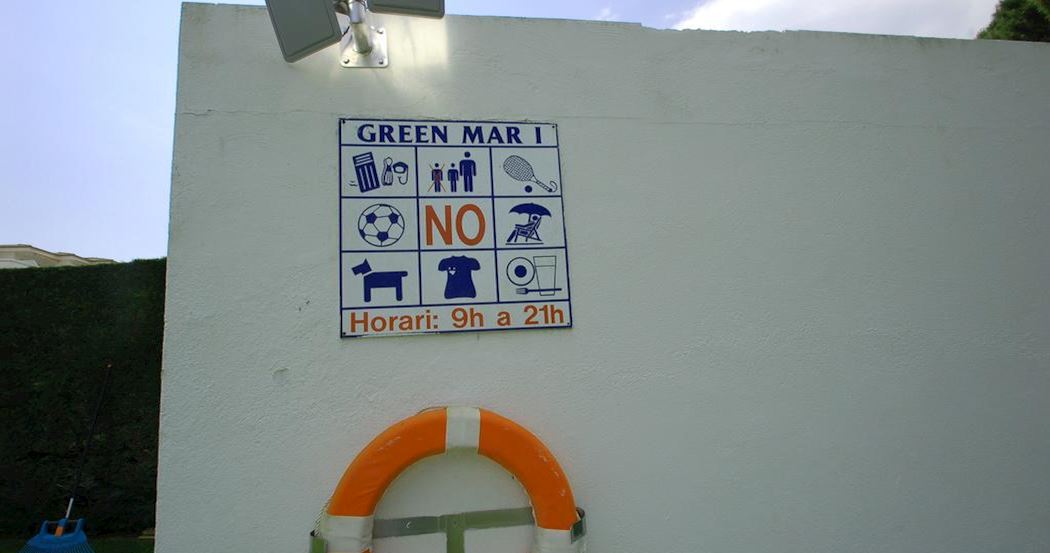 GREEN MAR I
NO
Horari: 9h a 21h